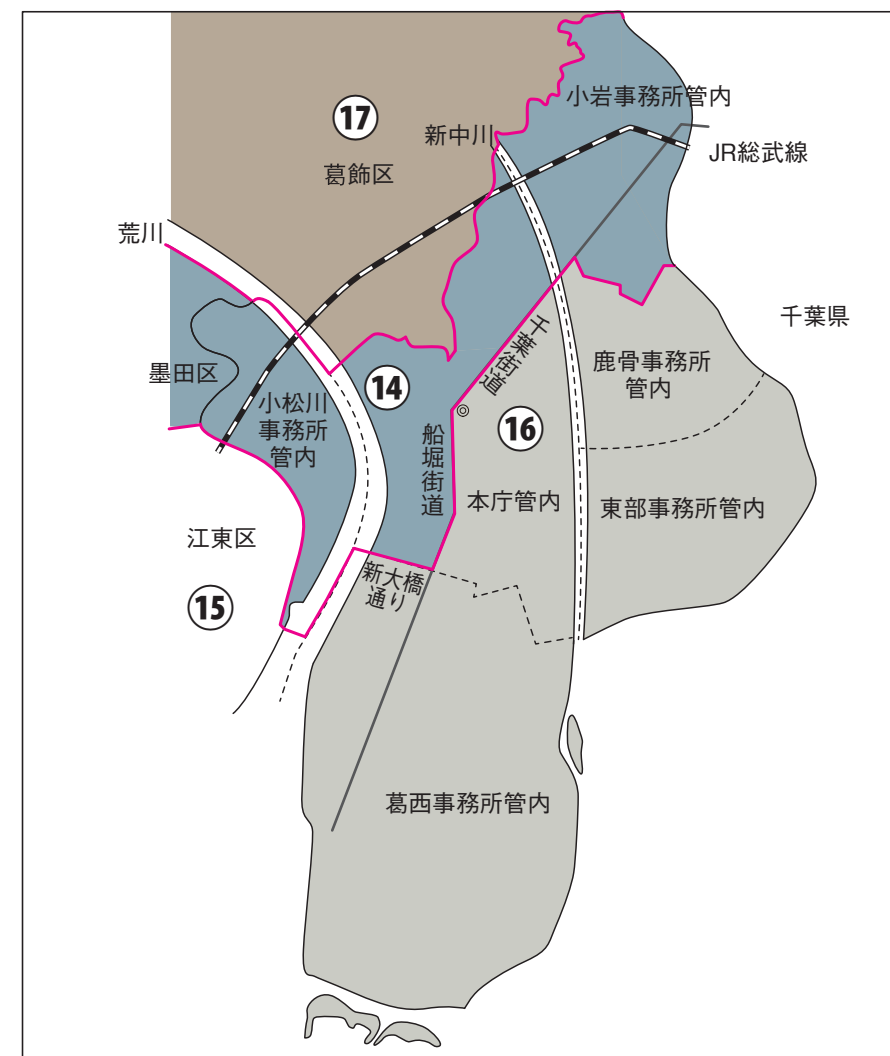 小岩事務所管内
17
新中川
JR総武線
葛飾区
荒川
千葉県
千葉街道
鹿骨事務所
管内
墨田区
14
小松川
事務所
管内
16
船堀街道
本庁管内
東部事務所管内
江東区
新大橋
通り
15
葛西事務所管内